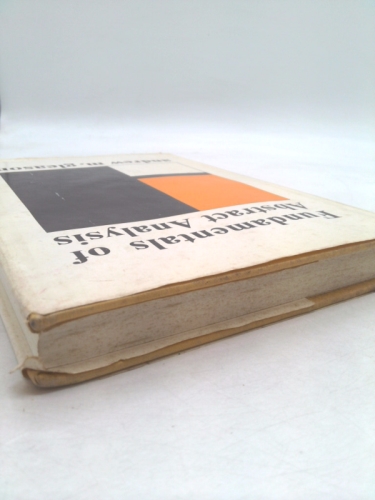 Fundamentals of
Abstract Analysis
andrew m. gleason